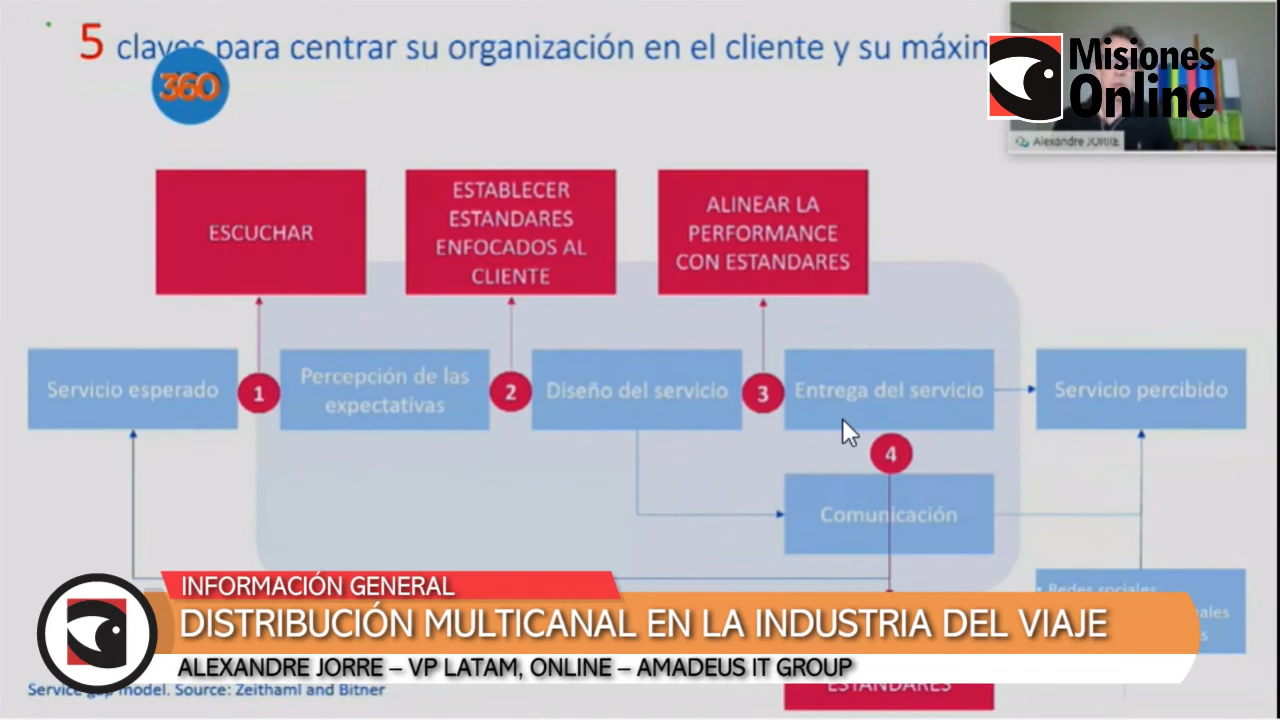 5 claves para centrar su organización en el cliente y su máxim
360
Misiones
Online
Alexandre JORRE
ESCUCHAR
ESTABLECER
ESTANDARES
ENFOCADOS AL
CLIENTE
ALINEAR LA
PERFORMANCE
CON ESTANDARES
Servicio esperado
1
Percepción de las
expectativas
2
Diseño del servicio
3
Entrega del servicio
Servicio percibido
4
Comunicación
• Redes sociales
INFORMACIÓN GENERAL
DISTRIBUCIÓN MULTICANAL EN LA INDUSTRIA DEL VIAJE
ALEXANDRE JORRE – VP LATAM, ONLINE – AMADEUS IT GROUP
ESTANDARES
Service gap model. Source: Zeithaml and Bitner